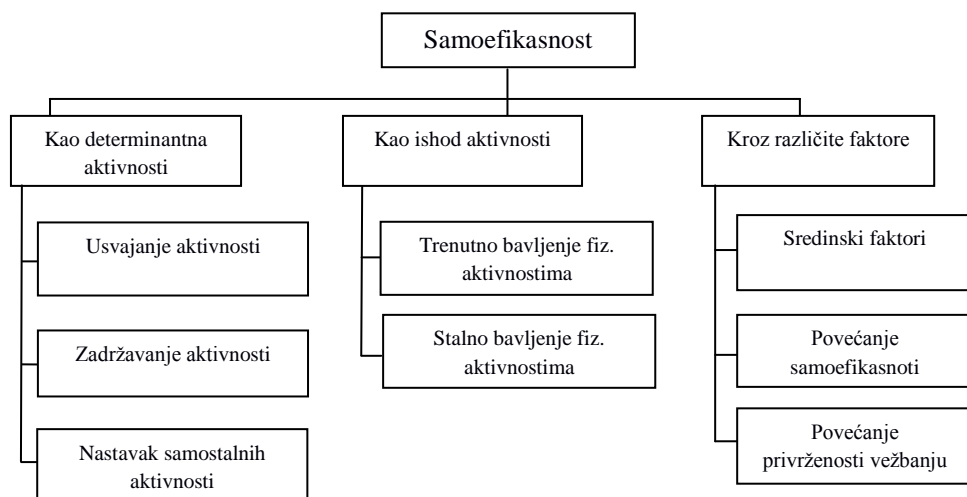 Samoefikasnost
Kao determinantna
aktivnosti
Usvajanje aktivnosti
Zadržavanje aktivnosti
Nastavak samostalnih
aktivnosti
Kao ishod aktivnosti
Trenutno bavljenje fiz.
aktivnostima
Stalno bavljenje fiz.
aktivnostima
Kroz različite faktore
Sredinski faktori
Povećanje
samoefikasnoti
Povećanje
privrženosti vežbanju